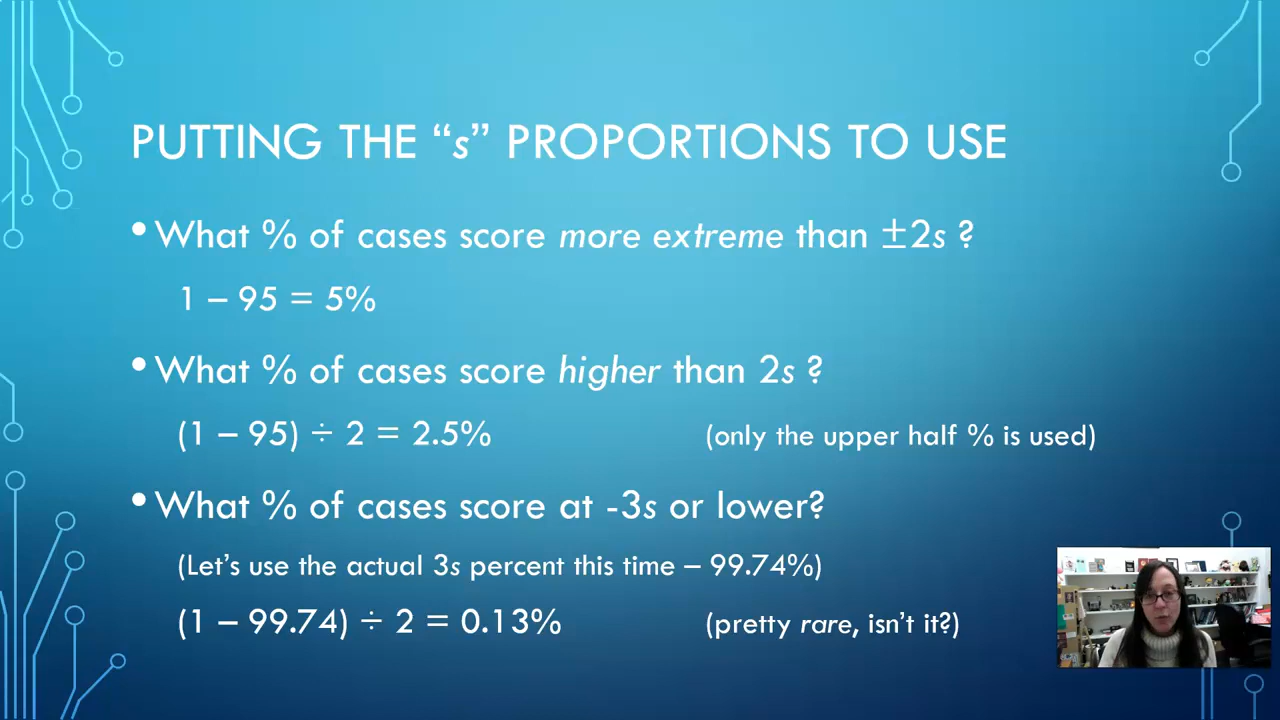 PUTTING THE “s” PROPORTIONS TO USE
• What % of cases score more extreme than ±2s ?
1 – 95 = 5%
• What % of cases score higher than 2s ?
(1 – 95) ÷ 2 = 2.5% (only the upper half % is used)
• What % of cases score at -3s or lower?
(Let’s use the actual 3s percent this time – 99.74%)
(1 – 99.74) ÷ 2 = 0.13% (pretty rare, isn’t it?)